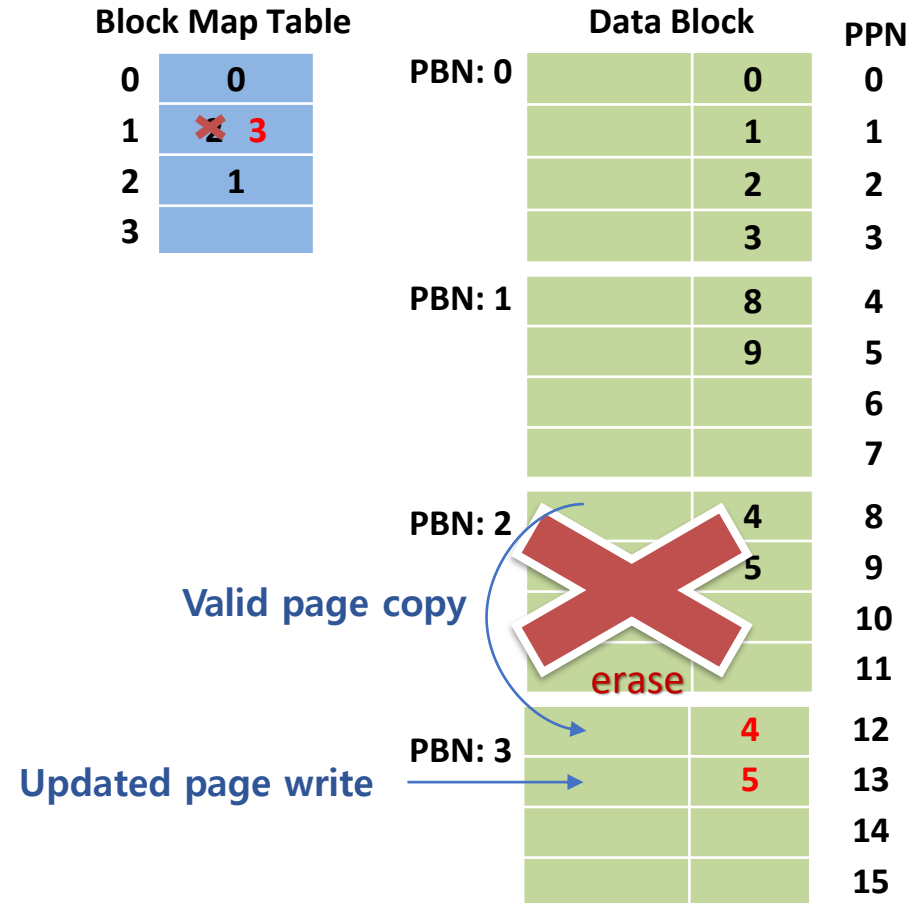 Block Map Table
0 0
1 2 3
2 1
3
Data Block
PPN
PBN: 0
0 0
1 1
2 2
3 3
PBN: 1
8 4
9 5
6
7
PBN: 2
4 8
5 9
10
11
erase
Valid page copy
PBN: 3
4 12
5 13
14
15
Updated page write